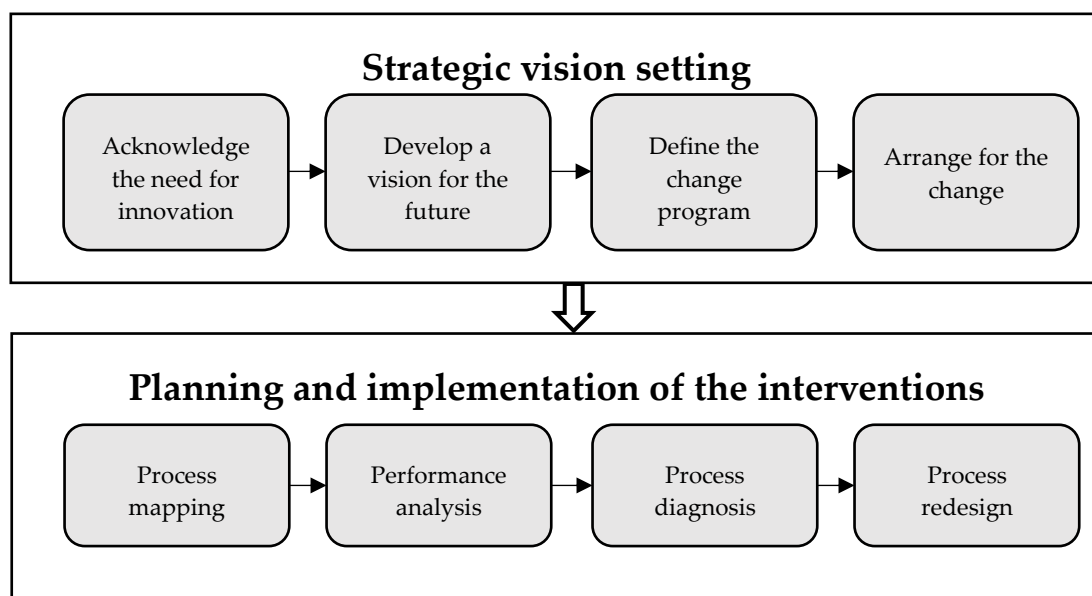 Strategic vision setting
Acknowledge
the need for
innovation
Develop a
vision for the
future
Define the
change
program
Arrange for the
change
Planning and implementation of the interventions
Process
mapping
Performance
analysis
Process
diagnosis
Process
redesign